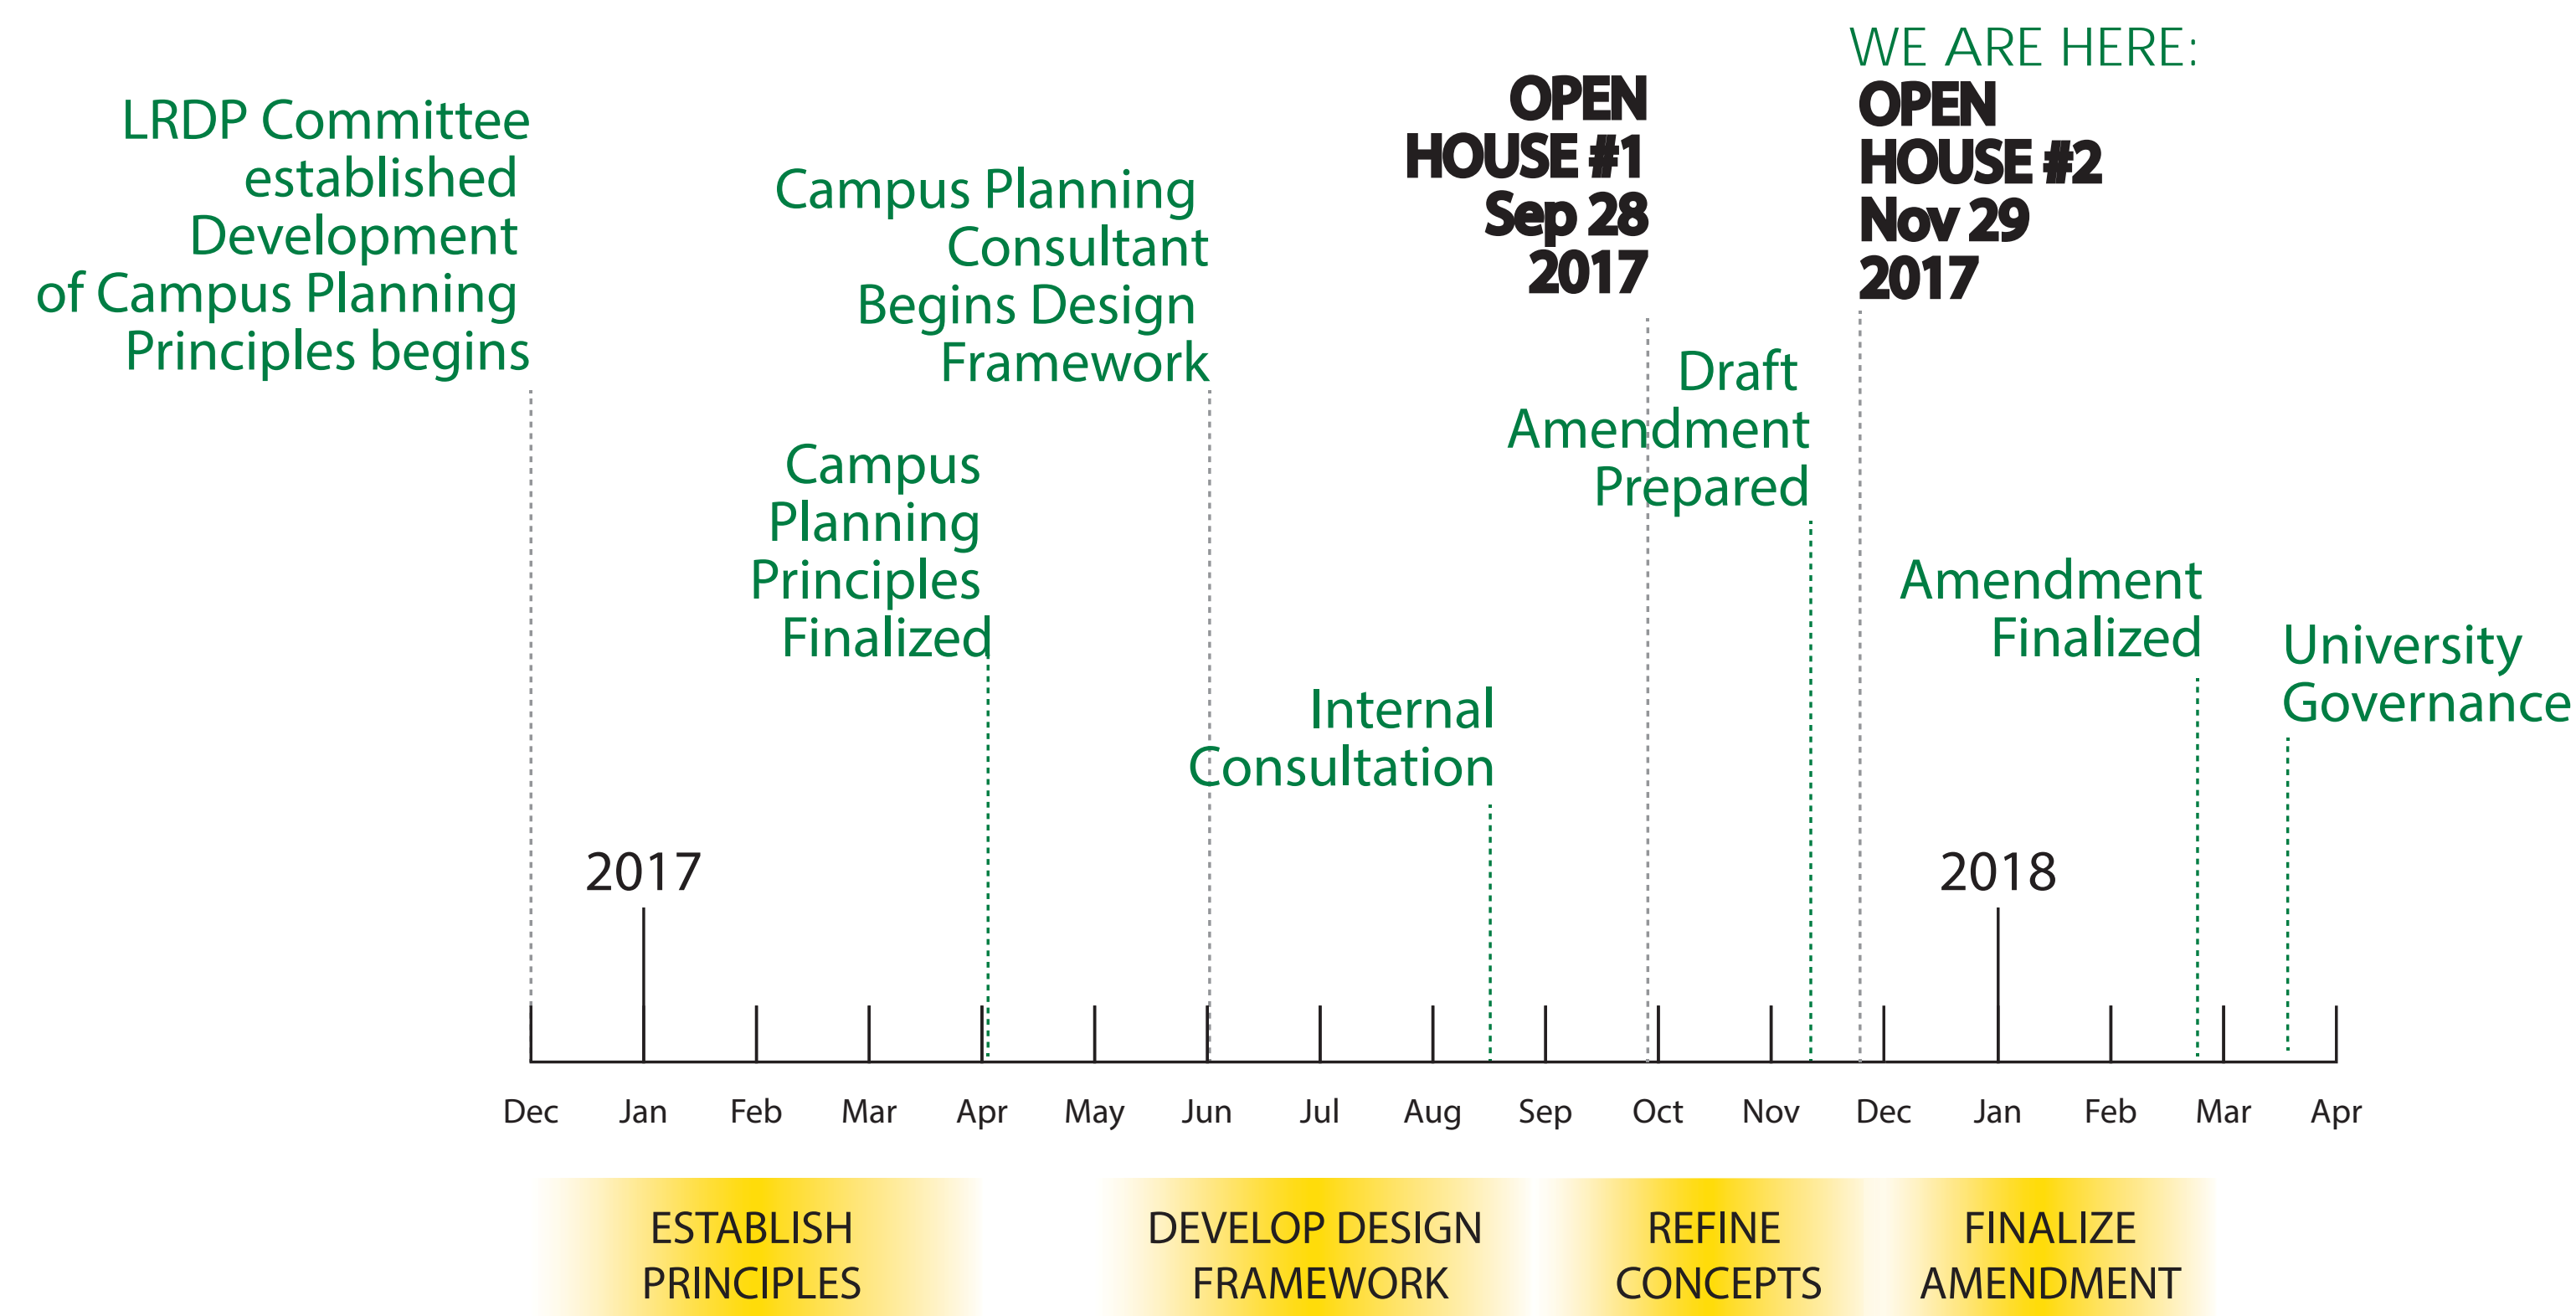 WE ARE HERE:
LRDP Committee
established
Development
of Campus Planning
Principles begins
Campus Planning
Consultant
Begins Design
Framework
Campus
Planning
Principles
Finalized
Internal
Consultation
OPEN
HOUSE #1
Sep 28
2017
Draft
Amendment
Prepared
OPEN
HOUSE #2
Nov 29
2017
Amendment
Finalized
University
Governance
2017
2018
Dec Jan Feb Mar Apr May Jun Jul Aug Sep Oct Nov Dec Jan Feb Mar Apr
ESTABLISH
PRINCIPLES
DEVELOP DESIGN
FRAMEWORK
REFINE
CONCEPTS
FINALIZE
AMENDMENT